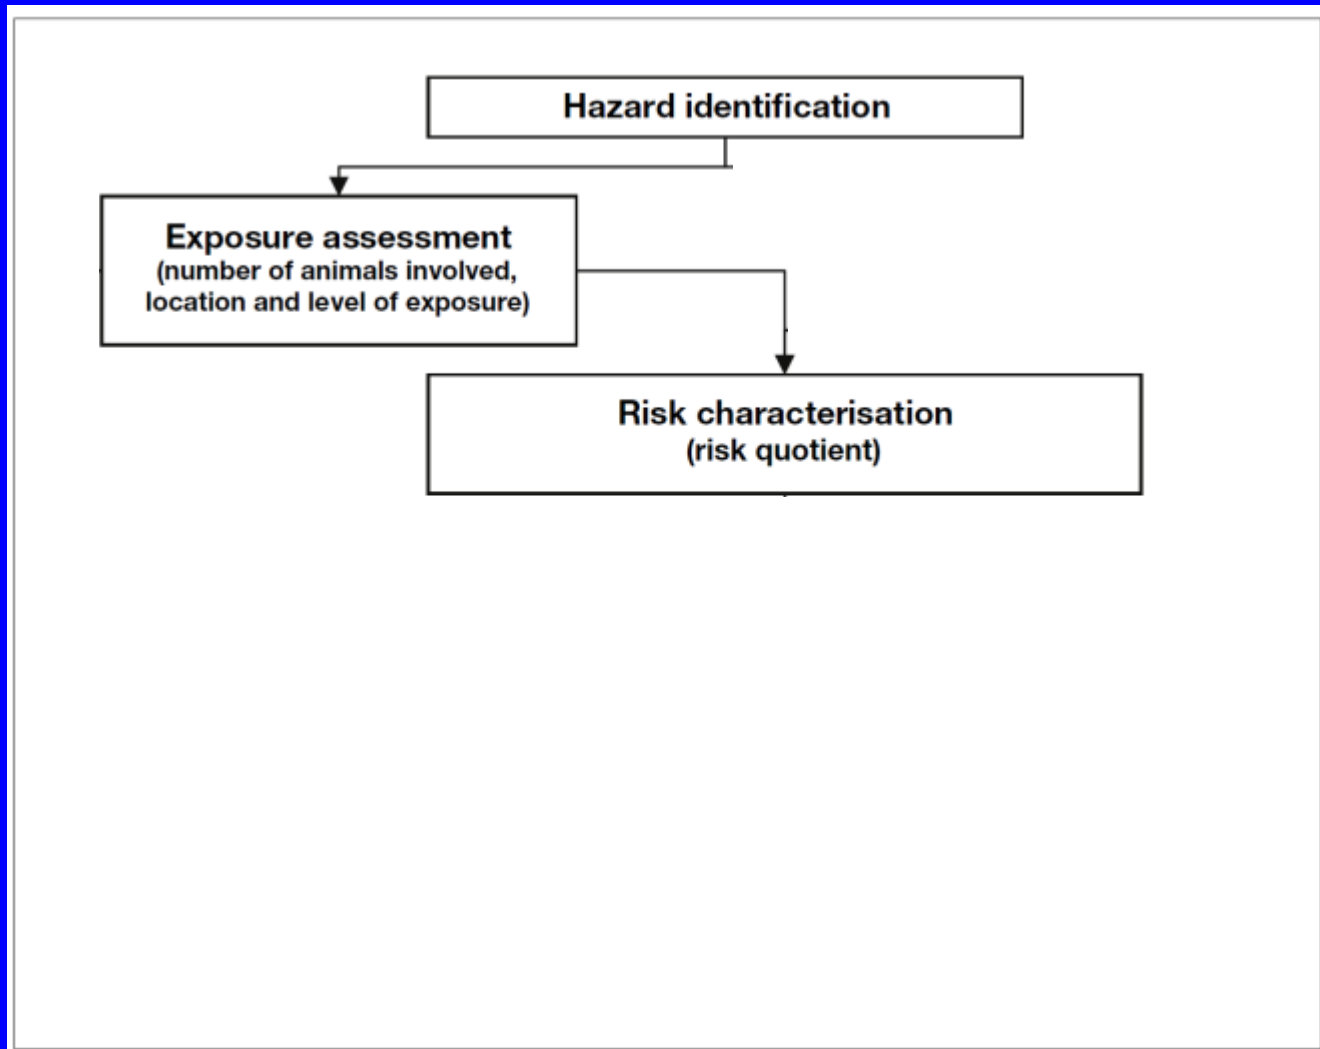 Hazard identification
Exposure assessment
(number of animals involved,
location and level of exposure)
Risk characterisation
(risk quotient)